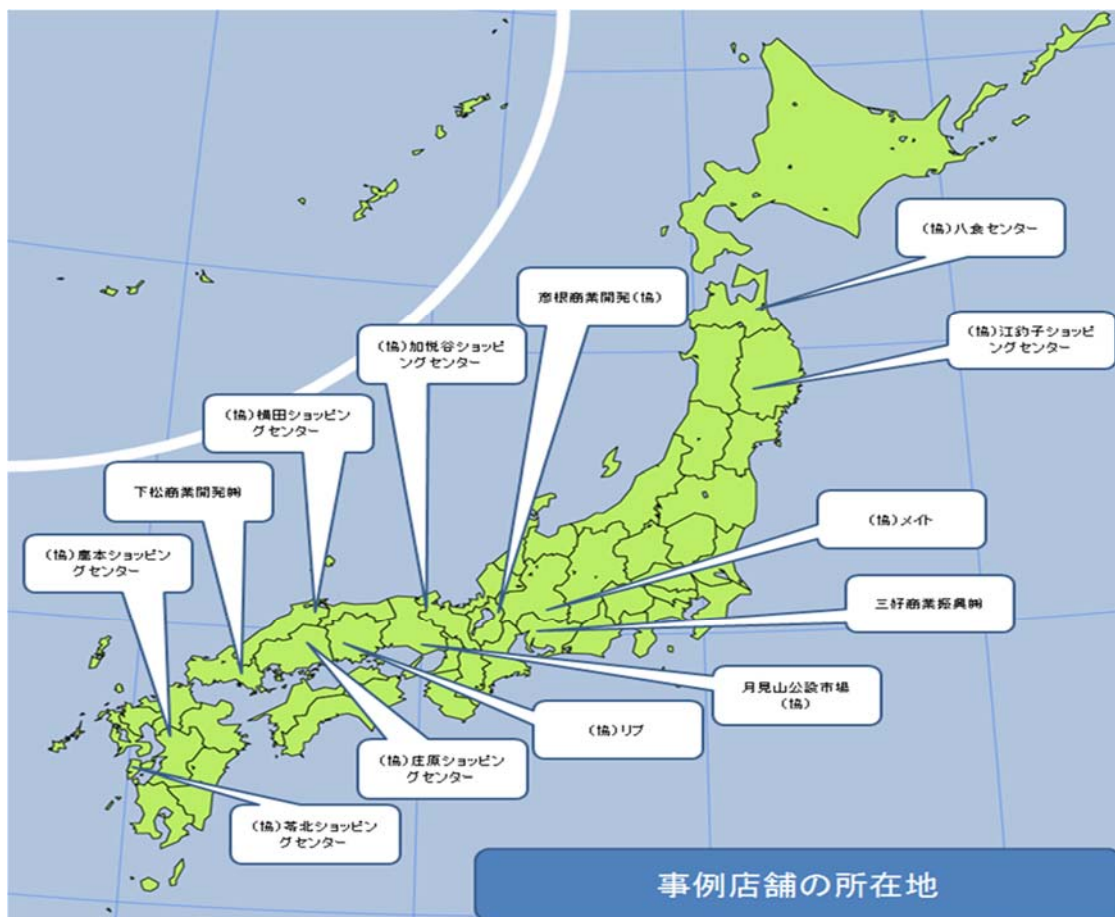 (協)八食センター
彦根商業開発(協)
(協)江釣子ショッピ
ングセンター
(協)加悦谷ショッピ
ングセンター
(協)横田ショッピン
グセンター
下松商業開発㈱
(協)メイト
(協)鹿本ショッピン
グセンター
三好商業振興㈱
月見山公設市場
(協)
(協)リブ
(協)庄原ショッピン
グセンター
(協)苓北ショッピン
グセンター
事例店舗の所在地